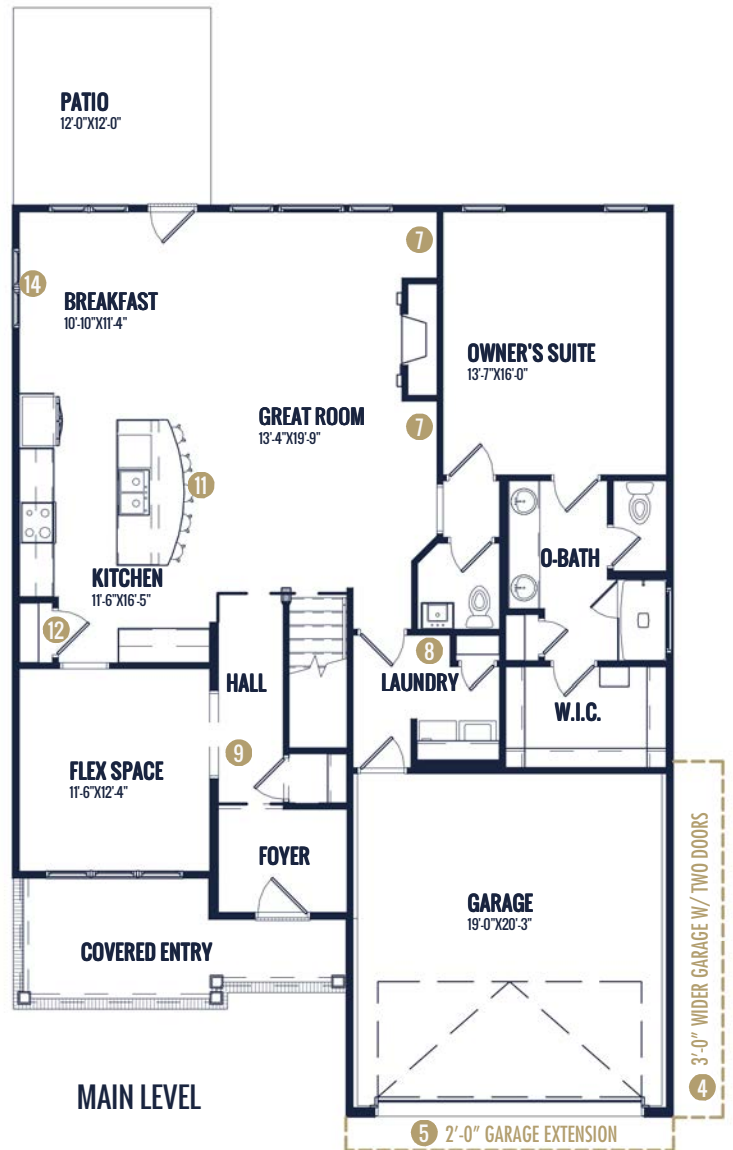 PATIO
12'-0"X12'-0"
7
14
BREAKFAST
10'-10"X11'-4"
OWNER'S SUITE
13'-7"X16'-0"
GREAT ROOM
13'-4"X19'-9"
7
11
O-BATH
KITCHEN
11'-6"X16'-5"
12
8
HALL
LAUNDRY
W.I.C.
9
FLEX SPACE
11'-6"X12'-4"
FOYER
GARAGE
19'-0"X20'-3"
COVERED ENTRY
3'-0" WIDER GARAGE W/ TWO DOORS
4
MAIN LEVEL
5 2'-0" GARAGE EXTENSION